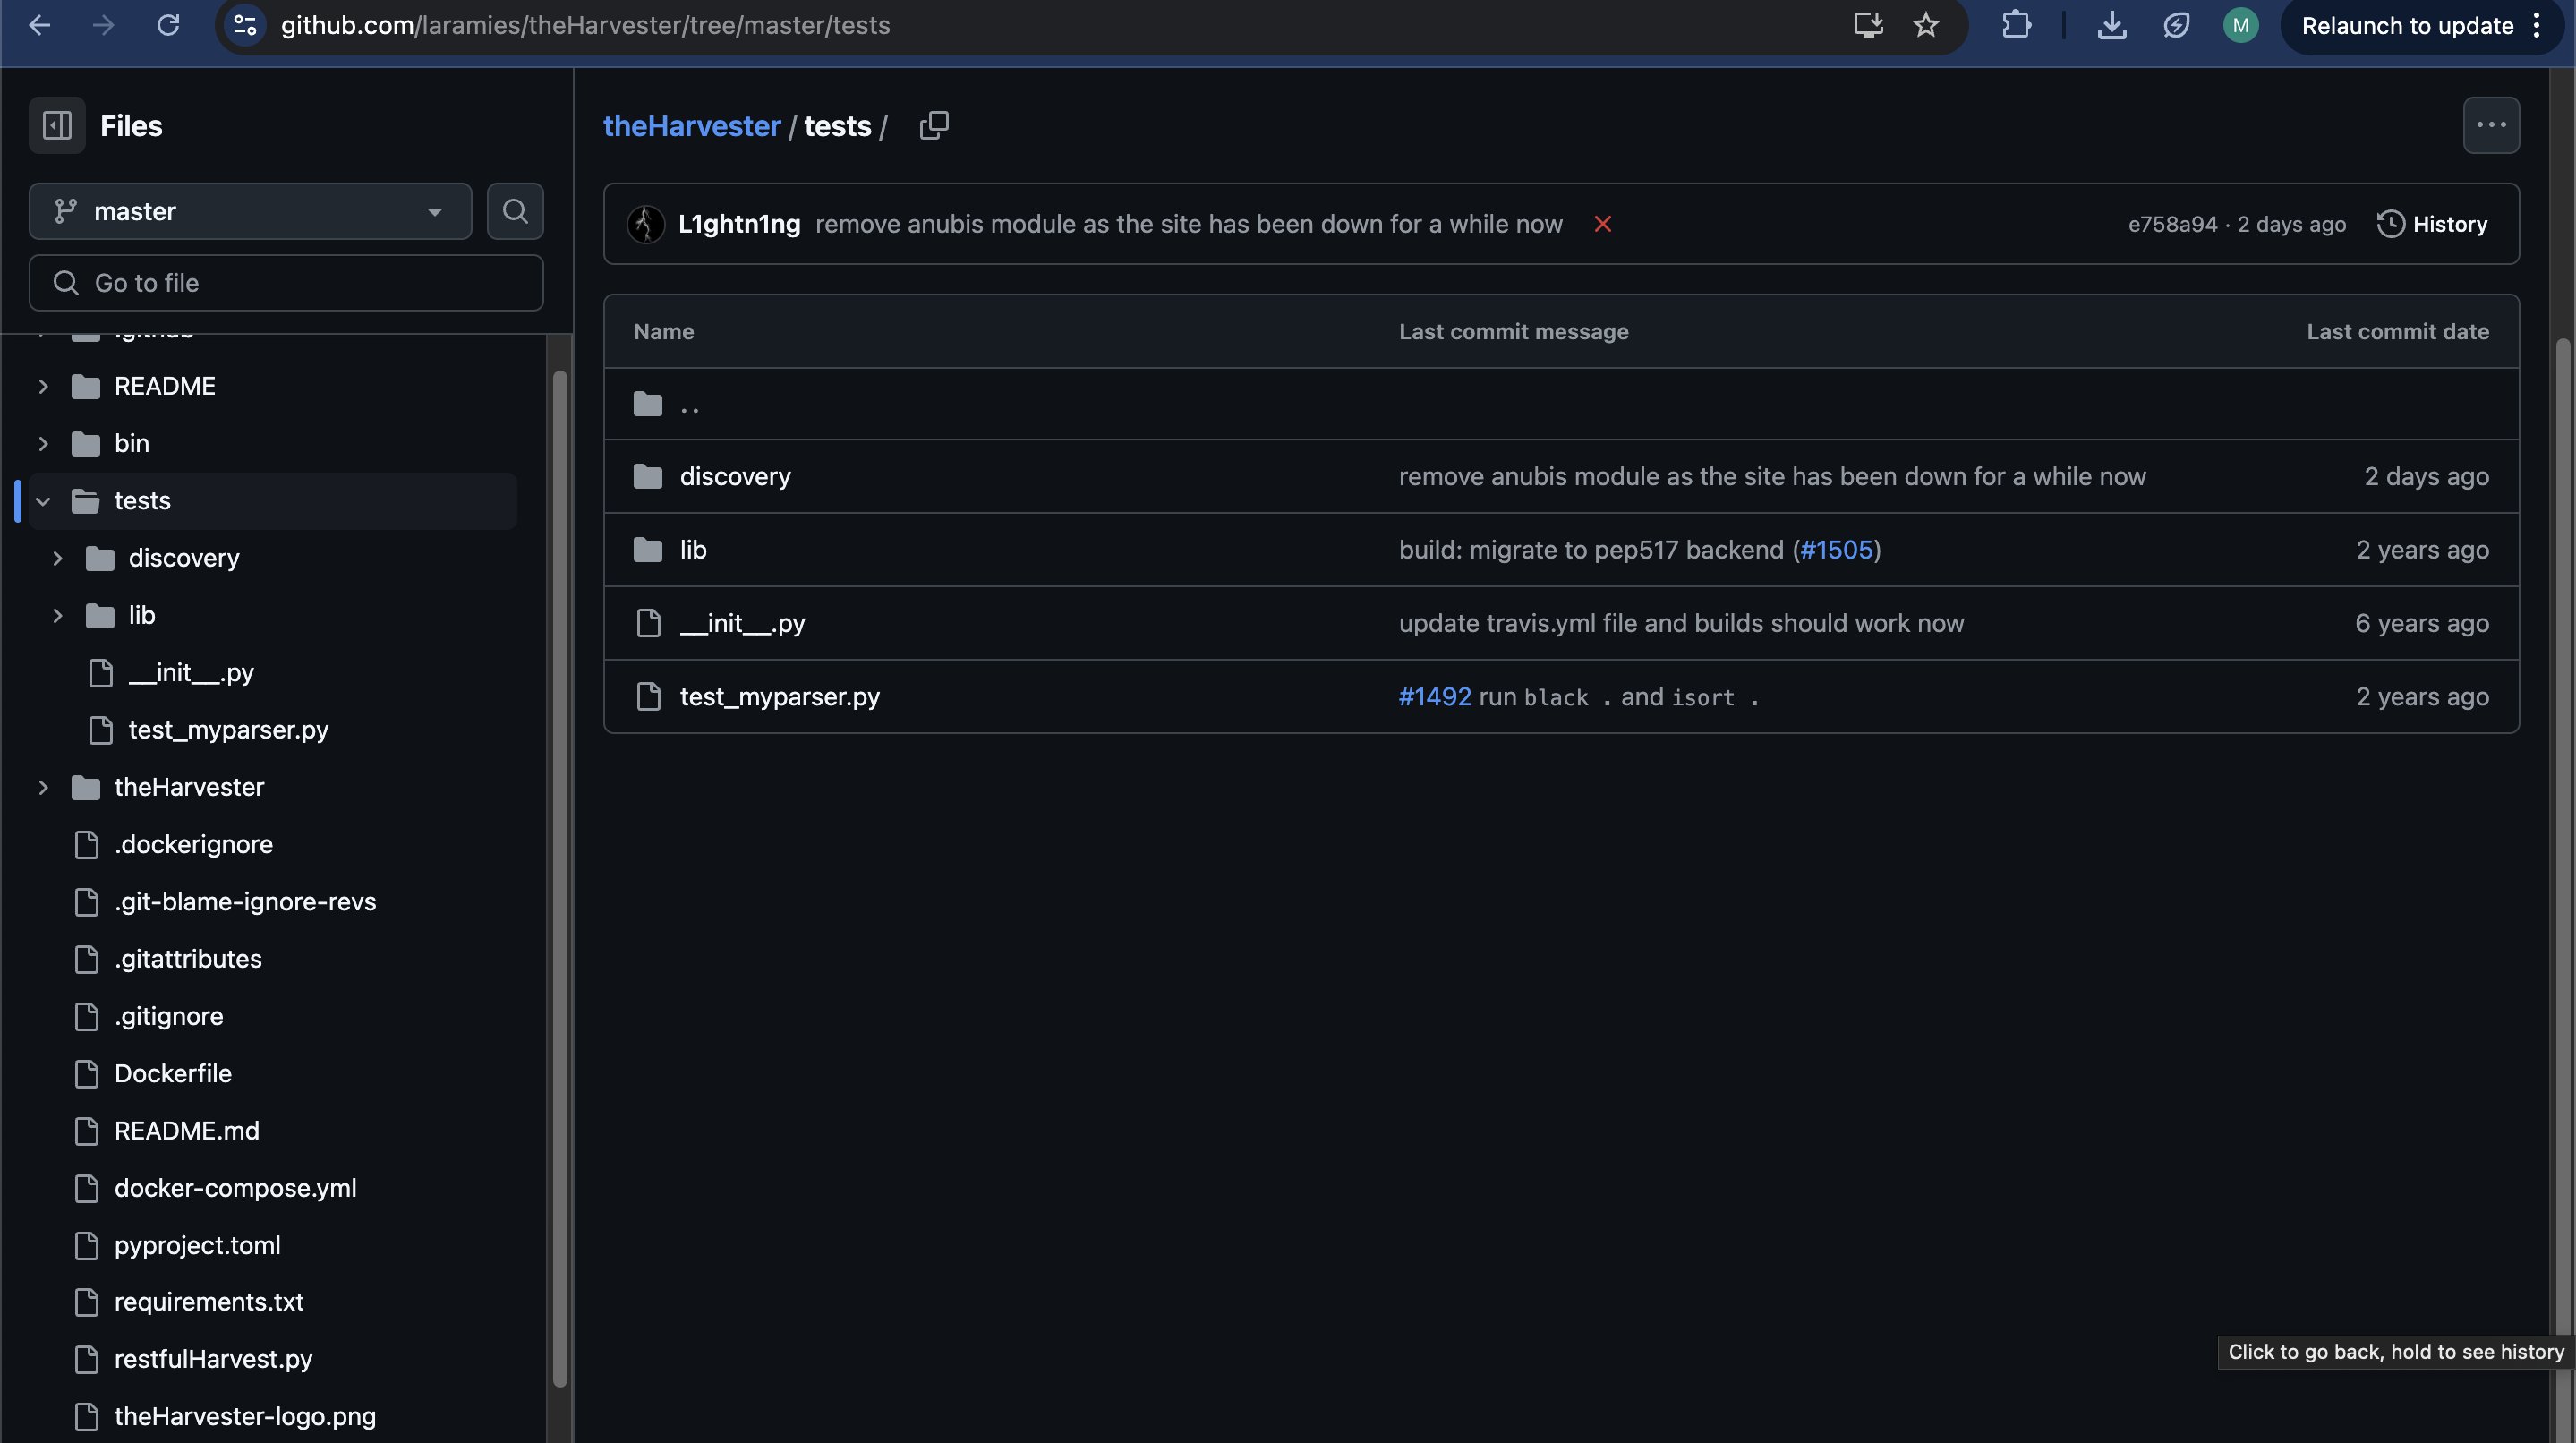 github.com/laramies/theHarvester/tree/master/tests
M
Relaunch to update
Files
master
Go to file
.github
README
bin
tests
discovery
lib
__init__.py
test_myparser.py
theHarvester
.dockerignore
.git-blame-ignore-revs
.gitattributes
.gitignore
Dockerfile
README.md
docker-compose.yml
pyproject.toml
requirements.txt
restfulHarvest.py
theHarvester-logo.png
theHarvester / tests /
L1ghtn1ng remove anubis module as the site has been down for a while now e758a94 · 2 days ago History
Name Last commit message Last commit date
..
discovery remove anubis module as the site has been down for a while now 2 days ago
lib build: migrate to pep517 backend (#1505) 2 years ago
__init__.py update travis.yml file and builds should work now 6 years ago
test_myparser.py #1492 run black . and isort . 2 years ago
Click to go back, hold to see history